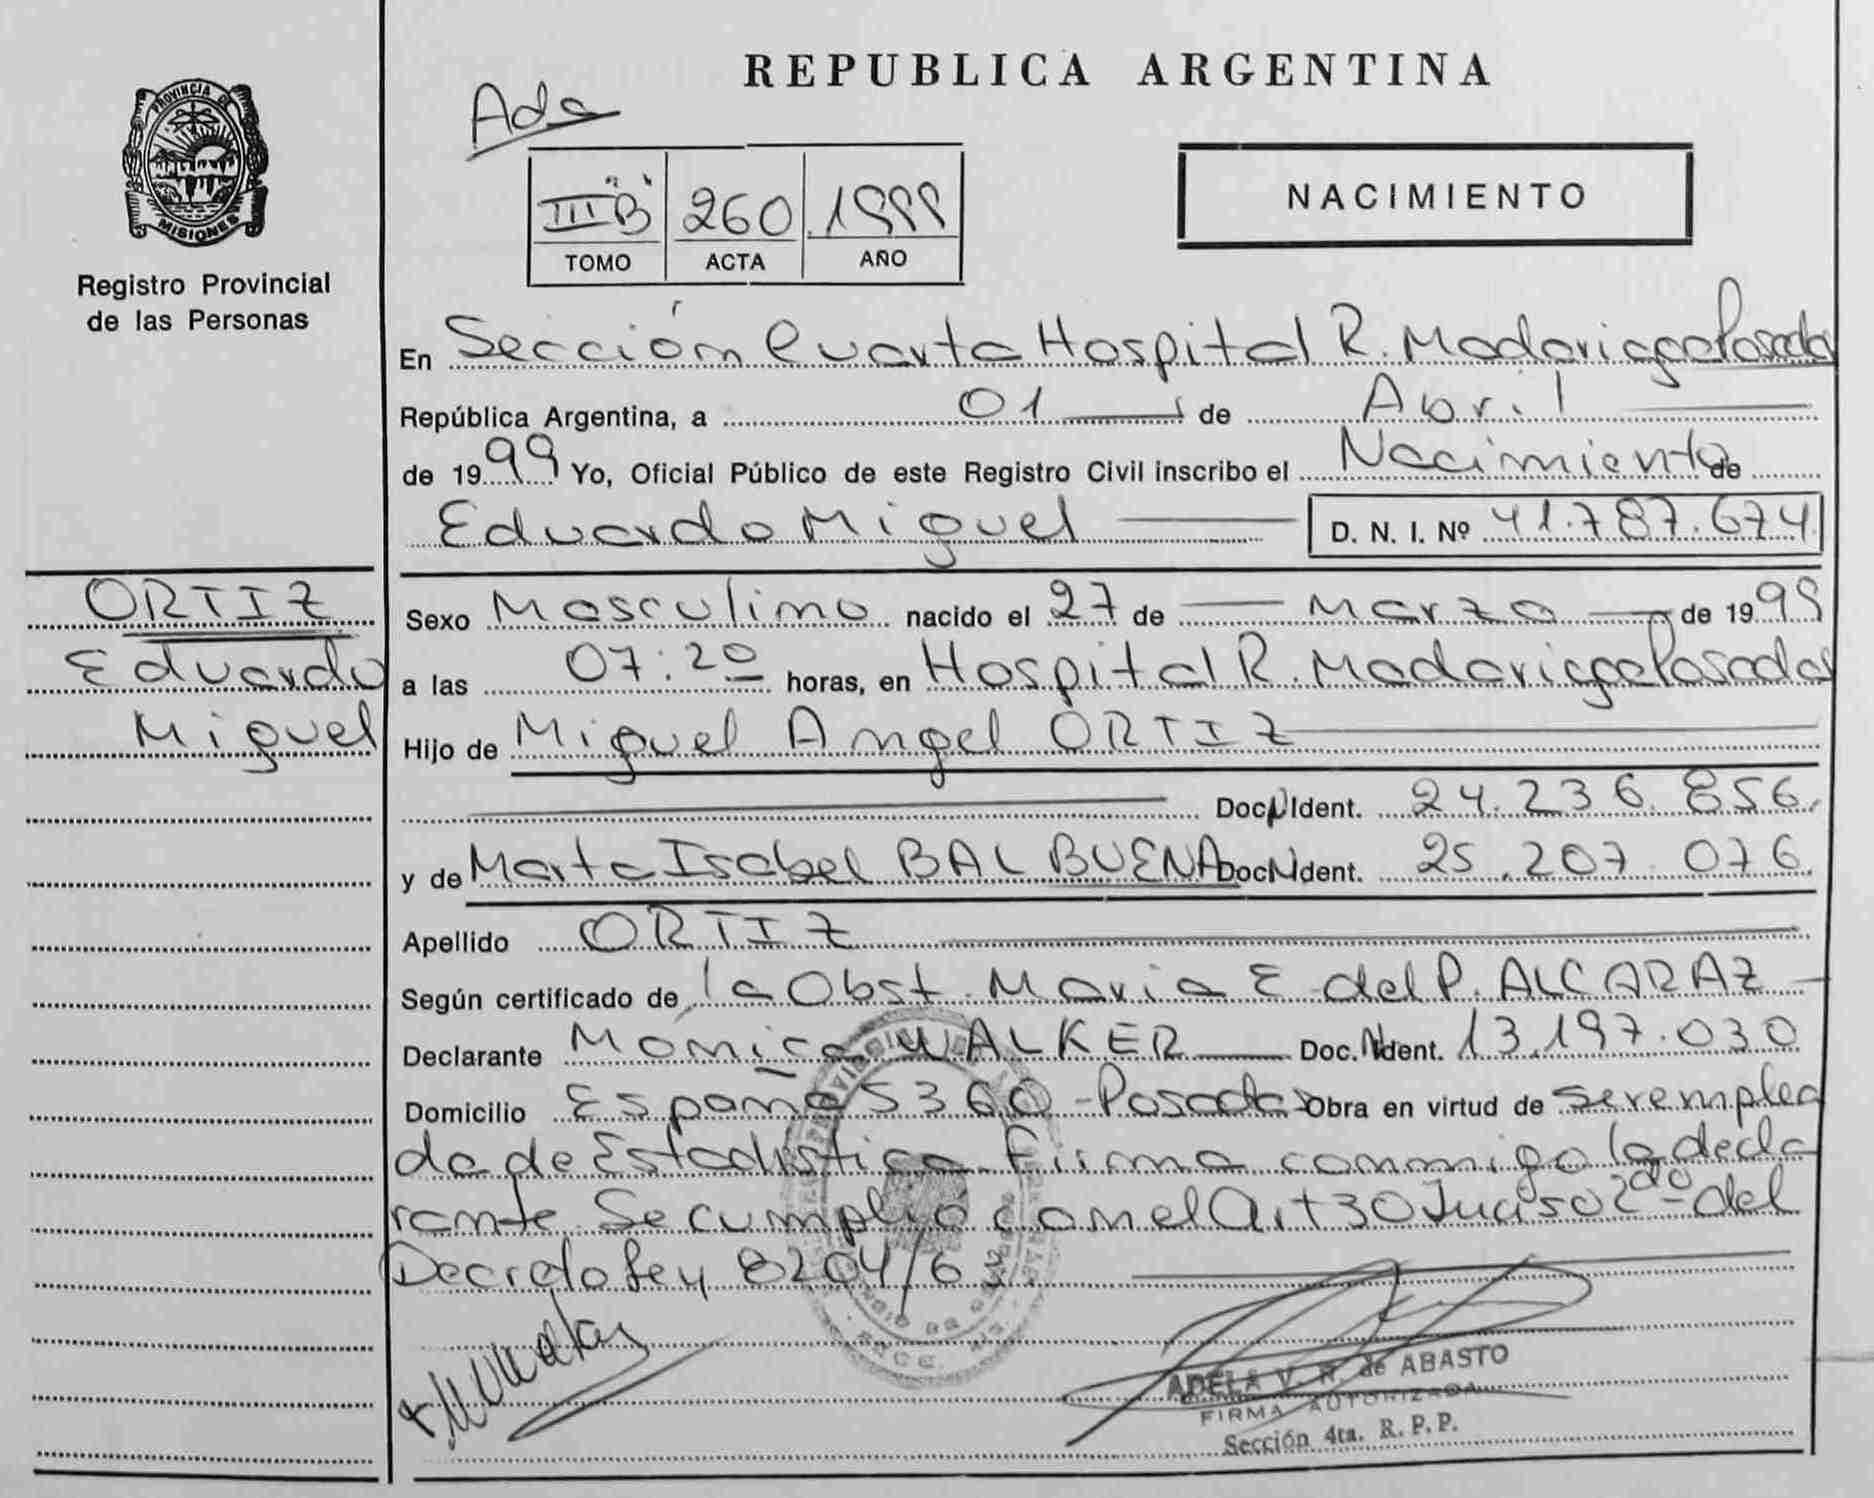 PROVINCIA DE
MISIONES
Registro Provincial
de las Personas
REPUBLICA ARGENTINA
Ada
III "B" 260 1999
TOMO ACTA AÑO
NACIMIENTO
En Sección Cuarta Hospital R. Madariaga Posadas
República Argentina, a 01 de Abril
de 1999 Yo, Oficial Público de este Registro Civil inscribo el Nacimiento de
Eduardo Miguel D. N. I. Nº 41.787.674
ORTIZ
Eduardo
Miguel
Sexo Masculino nacido el 27 de Marzo de 1999
a las 07:20 horas, en Hospital R. Madariaga Posadas
Hijo de Miguel Angel ORTIZ
Doc. N Ident. 24.236.856.
y de Marta Isabel BALBUENA Doc N Ident. 25.207.076.
Apellido ORTIZ
Según certificado de la Obst. Maria E. del P. ALCARAZ
Declarante Mónica WALKER Doc. N Ident. 13.197.030
Domicilio España 5360 - Posadas Obra en virtud de ser emplea
da de Estadística. Firma conmigo la decla
rante. Se cumplió con el Art 30 Inciso 2do del
Decreto Ley 8204/63.
ADELA V. R. de ABASTO
FIRMA AUTORIZADA
Sección 4ta. R. P. P.